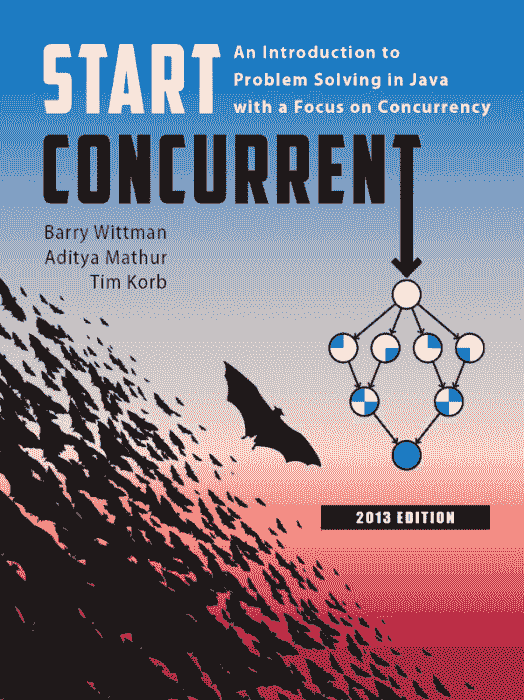 START
An Introduction to
Problem Solving in Java
with a Focus on Concurrency
CONCURRENT
Barry Wittman
Aditya Mathur
Tim Korb
2013 EDITION